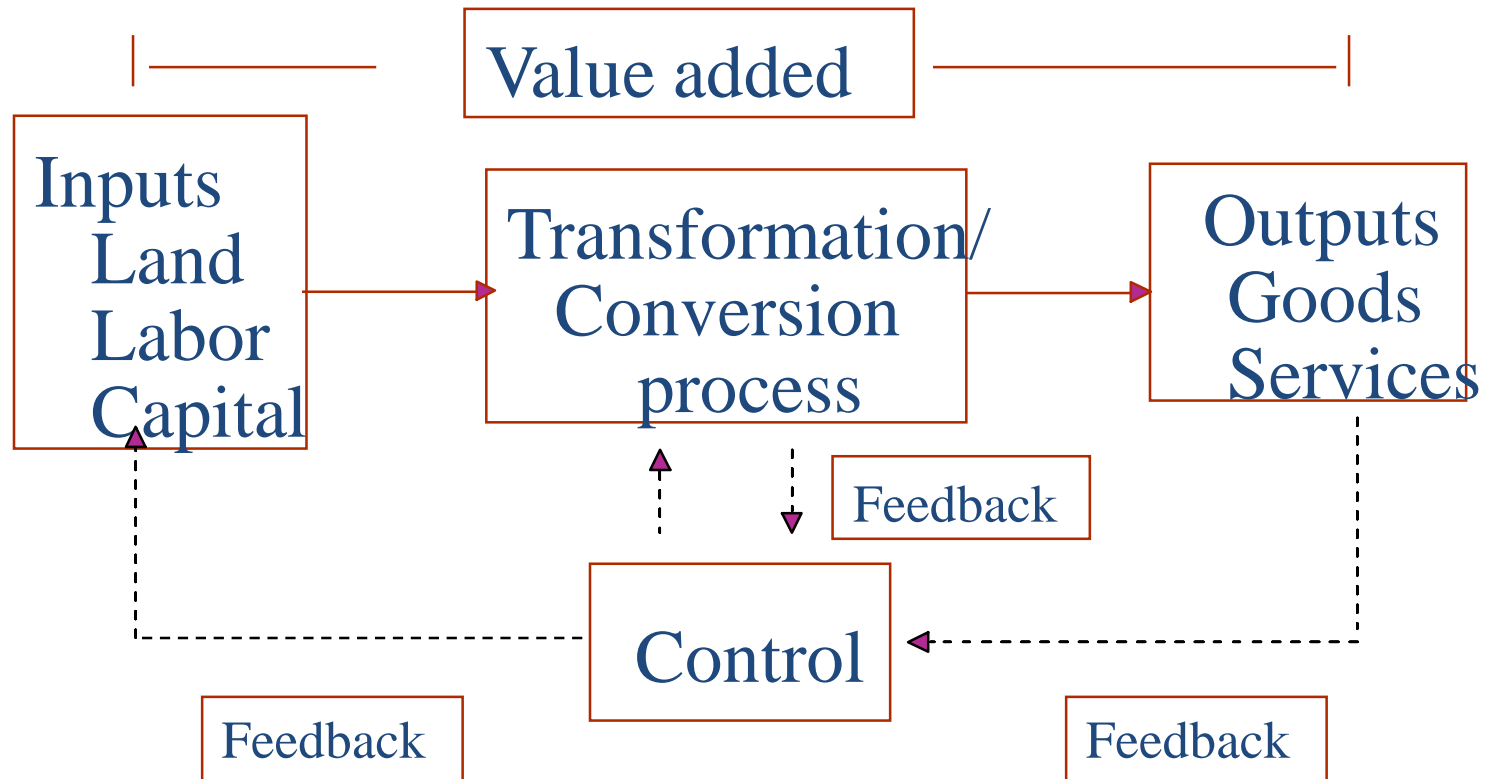 Value added
Inputs
Land
Labor
Capital
Transformation/
Conversion
process
Outputs
Goods
Services
Feedback
Control
Feedback
Feedback